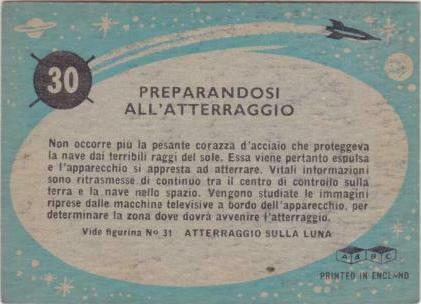 30
PREPARANDOSI
ALL'ATTERRAGGIO
Non occorre più la pesante corazza d'acciaio che proteggeva
la nave dai terribili raggi del sole. Essa viene pertanto espulsa
e l'apparecchio si appresta ad atterrare. Vitali informazioni
sono ritrasmesse di continuo tra il centro di controllo sulla
terra e la nave nello spazio. Vengono studiate le immagini
riprese dalle macchine televisive a bordo dell'apparecchio, per
determinare la zona dove dovrà avvenire l'atterraggio.
Vide figurina No 31 ATTERRAGGIO SULLA LUNA
A B B C
PRINTED IN ENGLAND